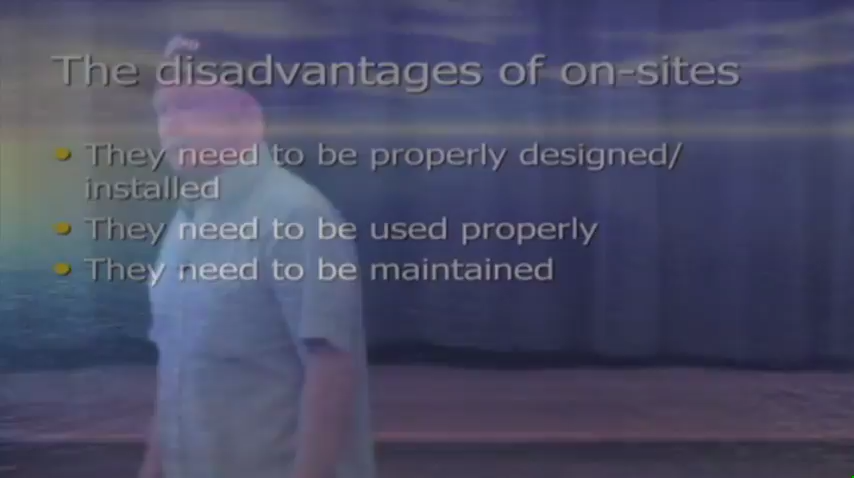 The disadvantages of on-sites
They need to be properly designed/
installed
They need to be used properly
They need to be maintained